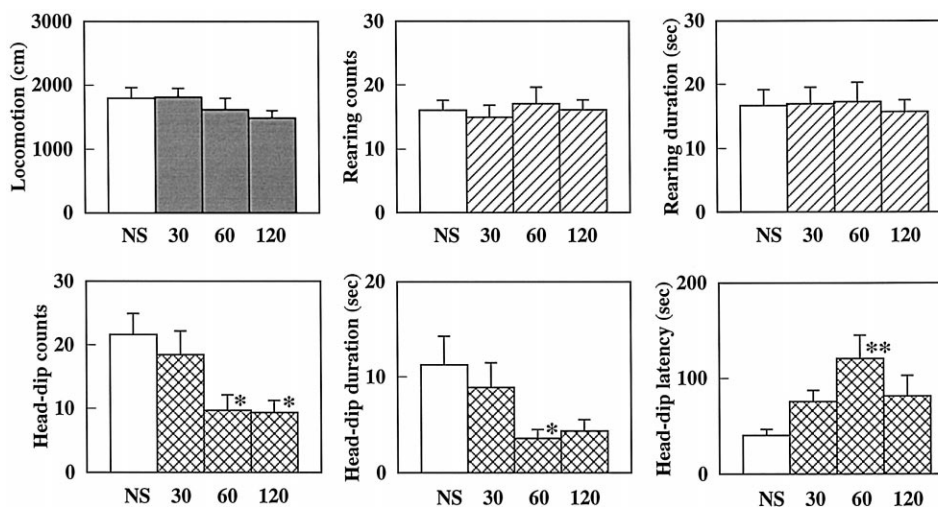 Locomotion (cm)
3000
2000
1000
0
NS 30 60 120
Rearing counts
30
20
10
0
NS 30 60 120
Rearing duration (sec)
30
20
10
0
NS 30 60 120
Head-dip counts
30
20
10
0
* *
NS 30 60 120
Head-dip duration (sec)
20
10
0
*
NS 30 60 120
Head-dip latency (sec)
200
100
0
**
NS 30 60 120